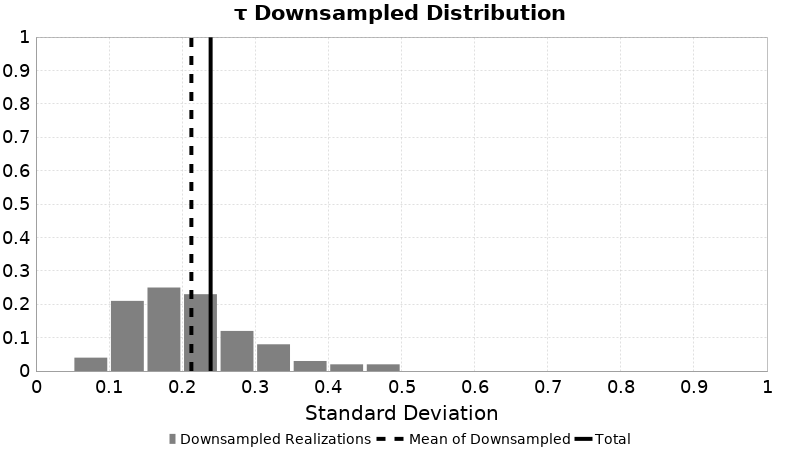 τ Downsampled Distribution
1
0.9
0.8
0.7
0.6
0.5
0.4
0.3
0.2
0.1
0
0 0.1 0.2 0.3 0.4 0.5 0.6 0.7 0.8 0.9 1
Standard Deviation
Downsampled Realizations Mean of Downsampled Total